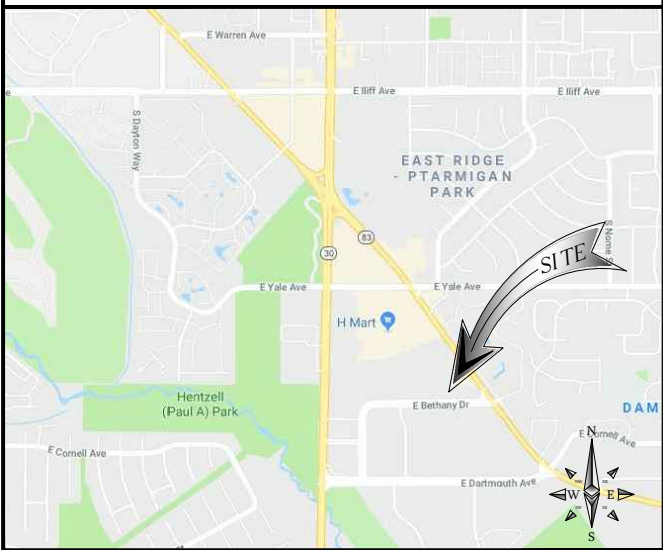 E Warren Ave
E Iliff Ave
E Iliff Ave
S Dayton Way
EAST RIDGE
- PTARMIGAN
PARK
S Nome S
83
30
SITE
E Yale Ave
E Yale Ave
H Mart
E Bethany Dr
Hentzell
(Paul A) Park
DAM
E Cornell Ave
E Cornell Ave
E Dartmouth Ave
N
W
E
S